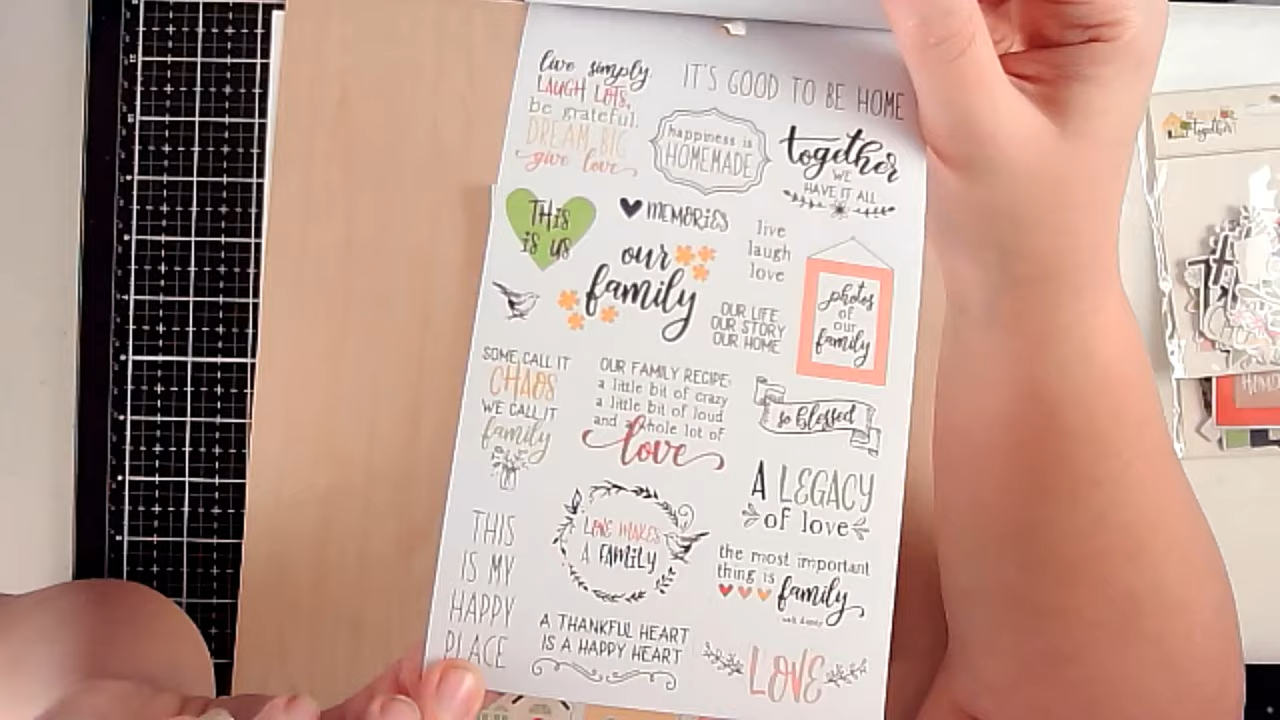 live simply
LAUGH LOTS,
be grateful.
DREAM BIG
give love
IT'S GOOD TO BE HOME
happiness is
HOMEMADE
together
WE
HAVE IT ALL
THIS
is us
MEMORIES
live
laugh
love
our
family
OUR LIFE
OUR STORY
OUR HOME
photos
of
our
family
SOME CALL IT
CHAOS
WE CALL IT
family
OUR FAMILY RECIPE:
a little bit of crazy
a little bit of loud
and a whole lot of
love
so blessed
A LEGACY
of love
THIS
IS MY
HAPPY
PLACE
LOVE MAKES
A FAMILY
the most important
thing is
family
A THANKFUL HEART
IS A HAPPY HEART
LOVE
together